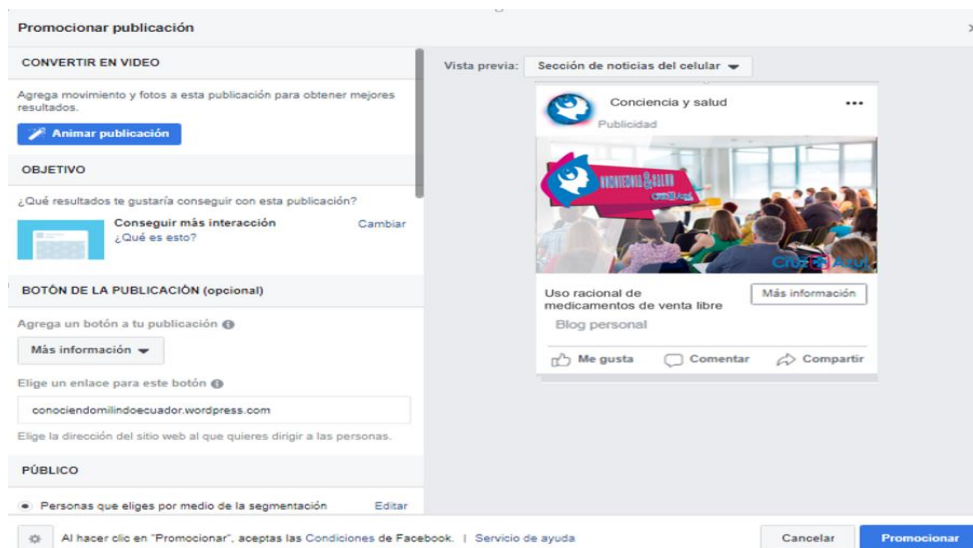 Promocionar publicación
CONVERTIR EN VIDEO
Agrega movimiento y fotos a esta publicación para obtener mejores
resultados.
Animar publicación
OBJETIVO
¿Qué resultados te gustaría conseguir con esta publicación?
Conseguir más interacción
Cambiar
¿Qué es esto?
BOTÓN DE LA PUBLICACIÓN (opcional)
Agrega un botón a tu publicación
Más información
Elige un enlace para este botón
conociendomilindoecuador.wordpress.com
Elige la dirección del sitio web al que quieres dirigir a las personas.
PÚBLICO
Personas que eliges por medio de la segmentación
Editar
Vista previa:
Sección de noticias del celular
Conciencia y salud
Publicidad
Cruz Azul
Cruz Azul
Uso racional de
medicamentos de venta libre
Más información
Blog personal
Me gusta
Comentar
Compartir
Al hacer clic en "Promocionar", aceptas las Condiciones de Facebook. | Servicio de ayuda
Cancelar
Promocionar